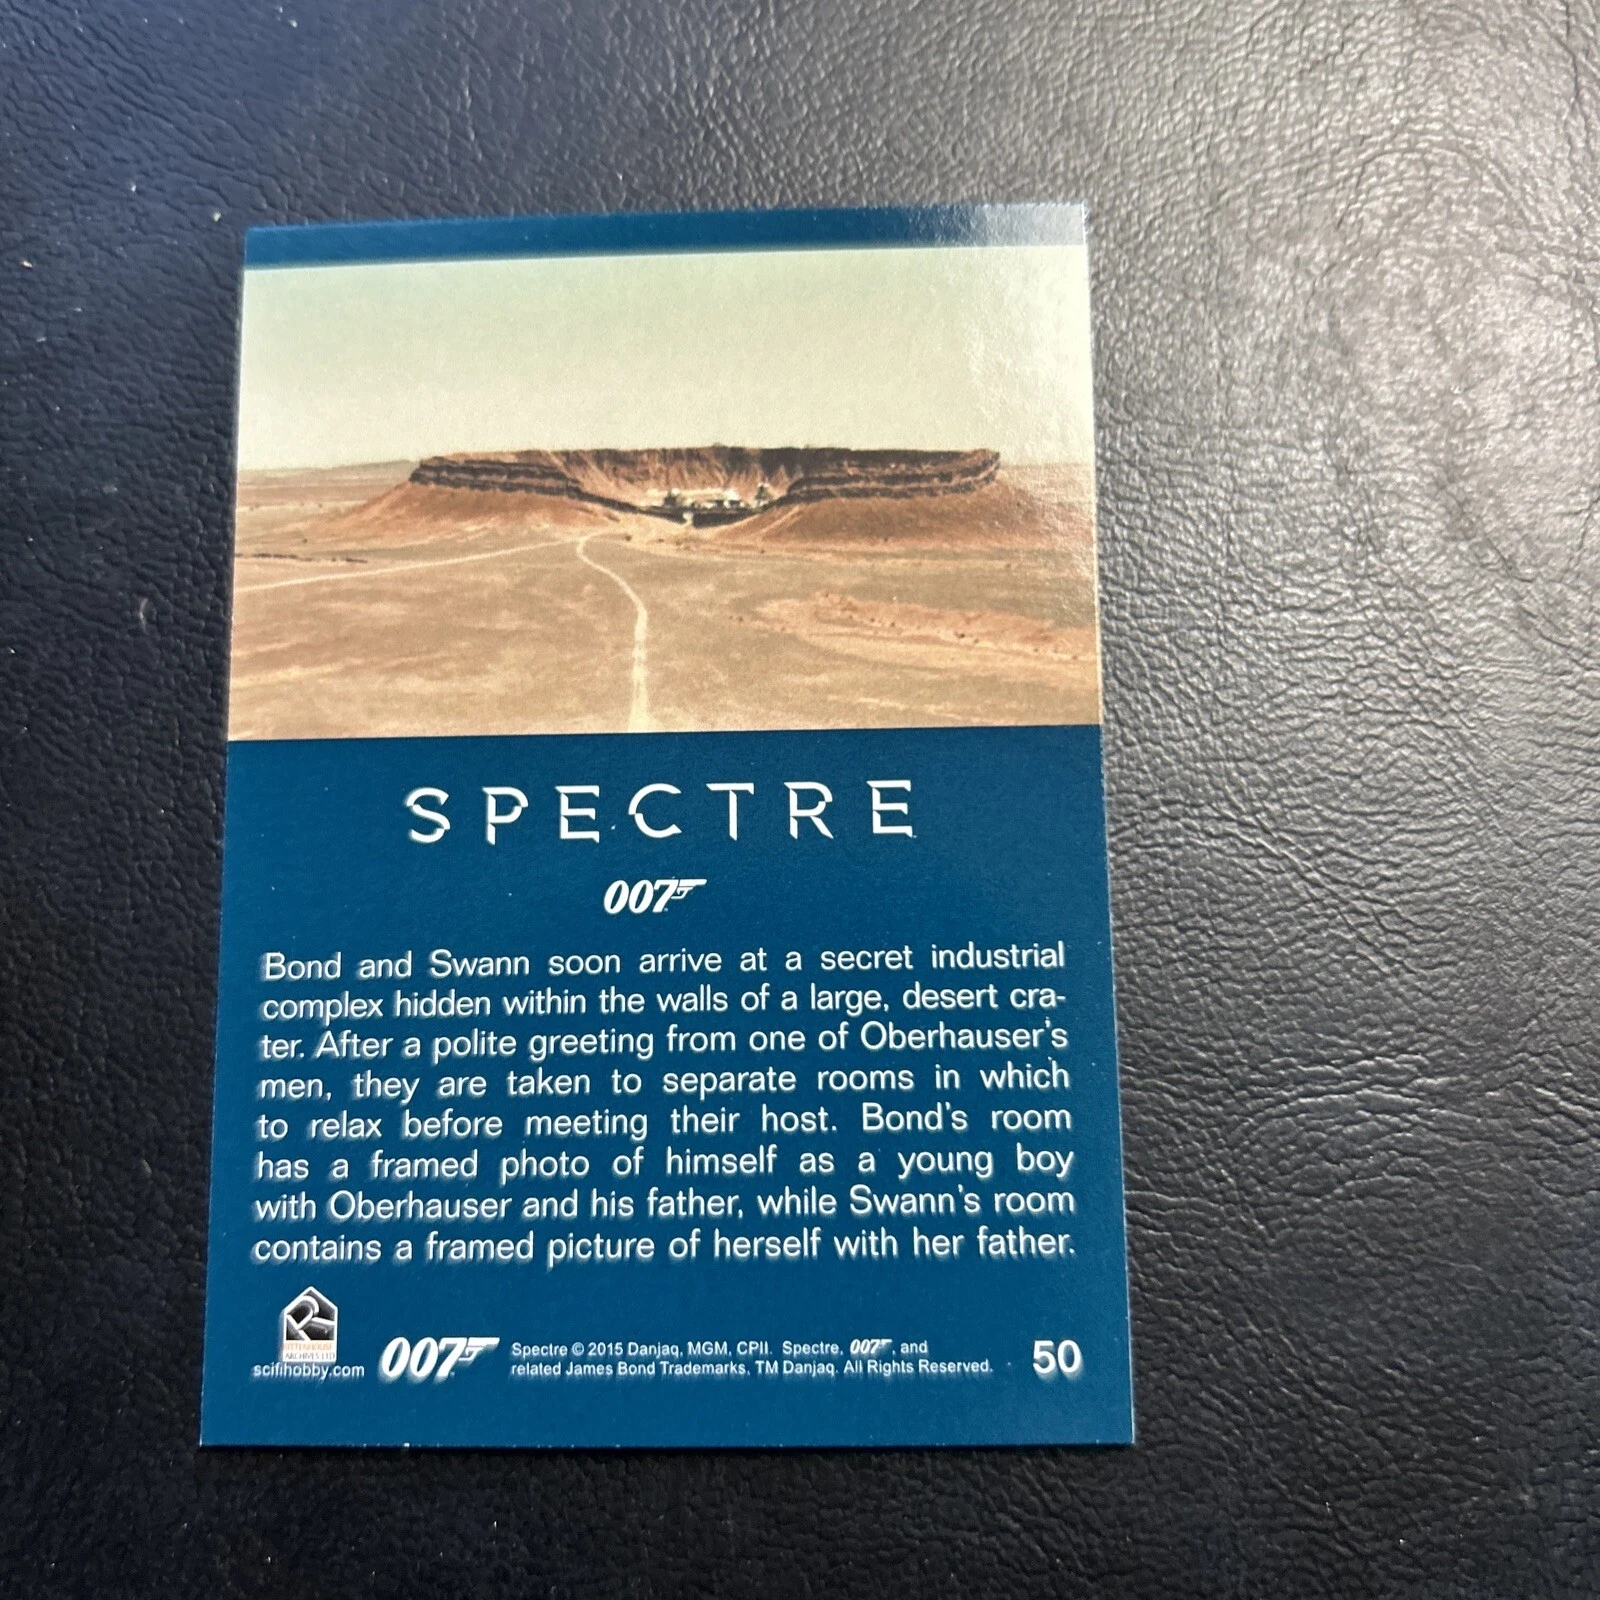 SPECTRE
007
Bond and Swann soon arrive at a secret industrial
complex hidden within the walls of a large, desert cra-
ter. After a polite greeting from one of Oberhauser's
men, they are taken to separate rooms in which
to relax before meeting their host. Bond's room
has a framed photo of himself as a young boy
with Oberhauser and his father, while Swann's room
contains a framed picture of herself with her father.
RITTENHOUSE
ARCHIVES LTD
scifihobby.com
007
Spectre © 2015 Danjaq, MGM, CPII. Spectre, 007, and
related James Bond Trademarks, TM Danjaq. All Rights Reserved.
50